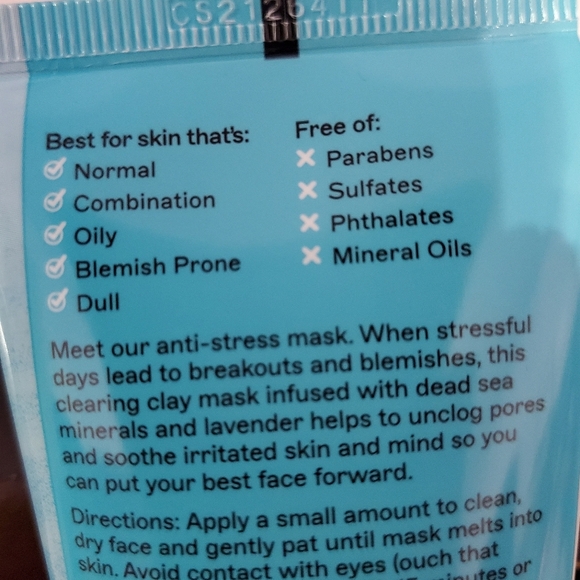 Best for skin that's:
Normal
Combination
Oily
Blemish Prone
Dull
Free of:
Parabens
Sulfates
Phthalates
Mineral Oils
Meet our anti-stress mask. When stressful
days lead to breakouts and blemishes, this
clearing clay mask infused with dead sea
minerals and lavender helps to unclog pores
and soothe irritated skin and mind so you
can put your best face forward.
Directions: Apply a small amount to clean,
dry face and gently pat until mask melts into
skin. Avoid contact with eyes (ouch that
minutes or